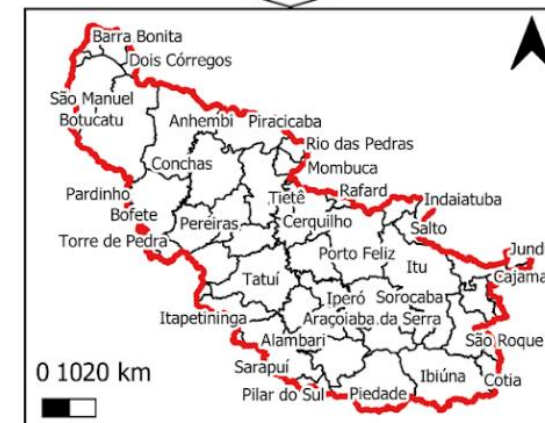 Barra Bonita
Dois Córregos
São Manuel
Botucatu
Anhembi
Piracicaba
Rio das Pedras
Conchas
Mombuca
Pardinho
Tietê
Rafard
Indaiatuba
Bofete
Pereiras
Cerquilho
Salto
Torre de Pedra
Porto Feliz
Itu
Jund
Cajama
Tatuí
Iperó
Sorocaba
Itapetininga
Araçoiaba da Serra
Alambari
São Roque
0 1020 km
Sarapuí
Ibiúna
Cotia
Pilar do Sul
Piedade